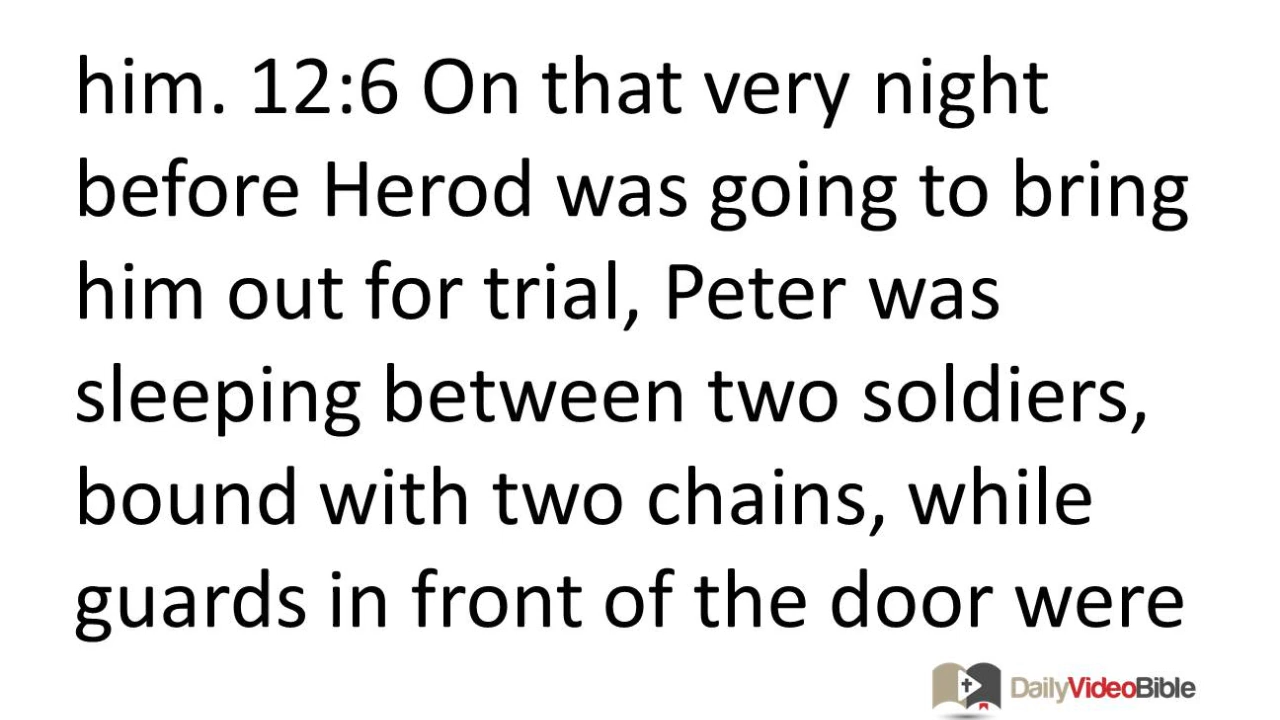 him. 12:6 On that very night
before Herod was going to bring
him out for trial, Peter was
sleeping between two soldiers,
bound with two chains, while
guards in front of the door were
DailyVideoBible